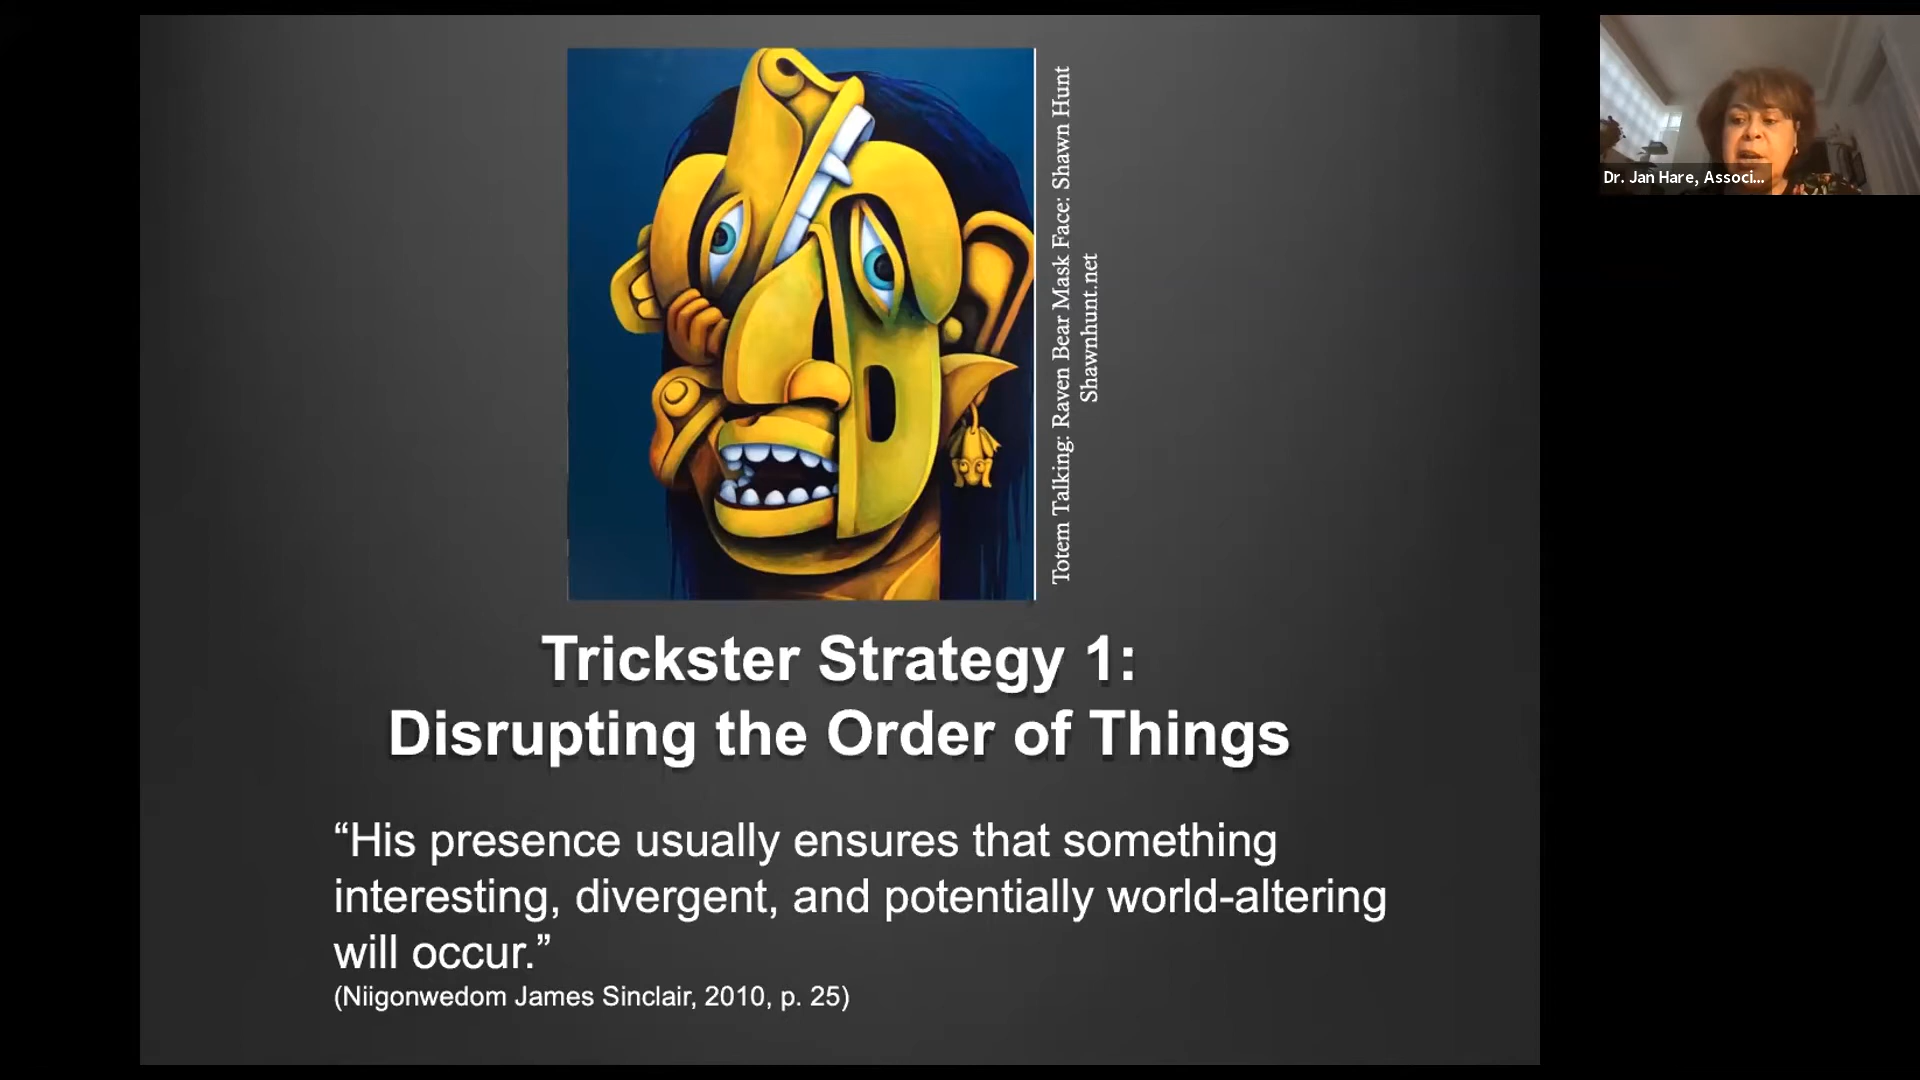 Totem Talking: Raven Bear Mask Face: Shawn Hunt
Shawnhunt.net
Trickster Strategy 1:
Disrupting the Order of Things
“His presence usually ensures that something
interesting, divergent, and potentially world-altering
will occur.”
(Niigonwedom James Sinclair, 2010, p. 25)
Dr. Jan Hare, Associ...